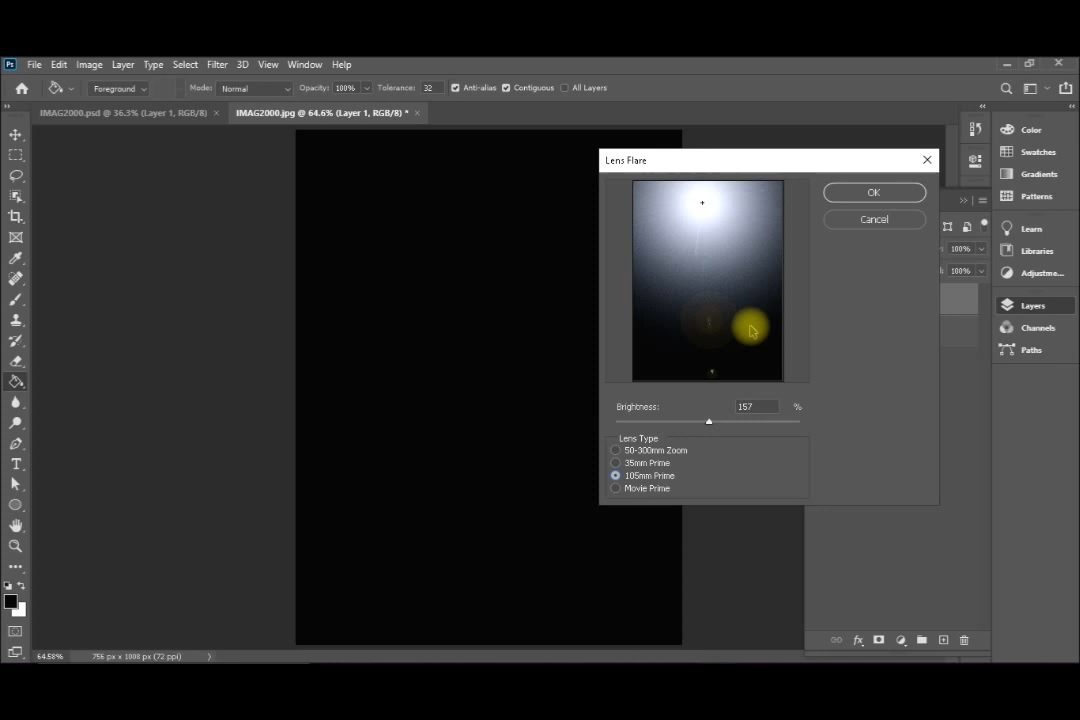 Ps File Edit Image Layer Type Select Filter 3D View Window Help
Foreground Mode: Normal Opacity: 100% Tolerance: 32 Anti-alias Contiguous All Layers
IMAG2000.psd @ 36.3% (Layer 1, RGB/8) × IMAG2000.jpg @ 64.6% (Layer 1, RGB/8) * ×
Color
Swatches
Gradients
Patterns
Learn
Libraries
Adjustme...
Layers
Channels
Paths
100%
100%
Lens Flare
OK
Cancel
Brightness: 157 %
Lens Type
50-300mm Zoom
35mm Prime
105mm Prime
Movie Prime
fx
64.58% 756 px x 1008 px (72 ppi)